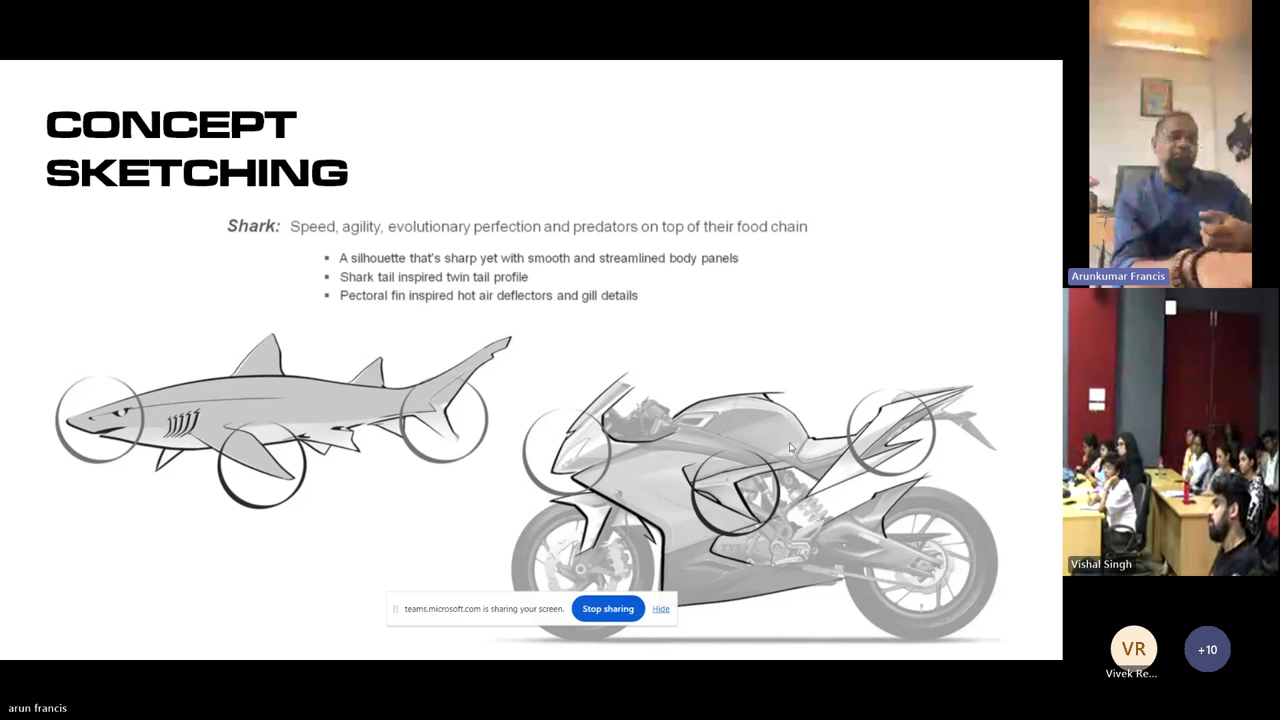 CONCEPT
SKETCHING
Shark: Speed, agility, evolutionary perfection and predators on top of their food chain
▪ A silhouette that's sharp yet with smooth and streamlined body panels
▪ Shark tail inspired twin tail profile
▪ Pectoral fin inspired hot air deflectors and gill details
teams.microsoft.com is sharing your screen. Stop sharing Hide
Arunkumar Francis
Vishal Singh
VR
+10
Vivek Re...
arun francis